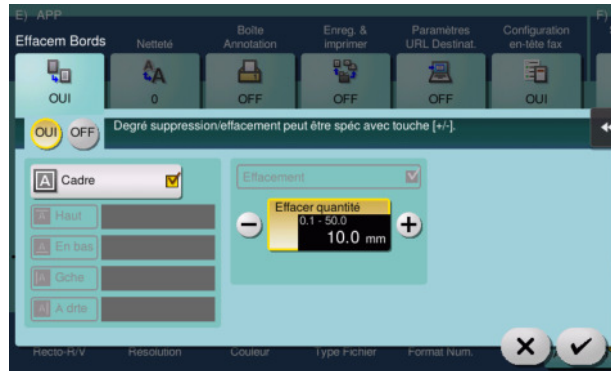 E) APP
F)
Effacem Bords
Netteté
Boîte
Annotation
Enreg. &
imprimer
Paramètres
URL Destinat.
Configuration
en-tête fax
OUI
0
OFF
OFF
OFF
OUI
OUI
OFF
Degré suppression/effacement peut être spéc avec touche [+/-].
A Cadre
Effacement
Haut
Effacer quantité
0.1 - 50.0
10.0 mm
En bas
Gche
A drte
Recto-R/V
Résolution
Couleur
Type Fichier
Format Num.